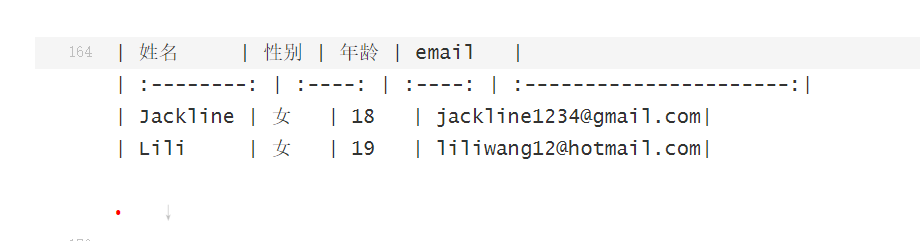 164 | 姓名     | 性别 | 年龄 | email   |
| :--------: | :----: | :----: | :----------------------:|
| Jackline | 女   | 18   | jackline1234@gmail.com|
| Lili     | 女   | 19   | liliwang12@hotmail.com|
↓